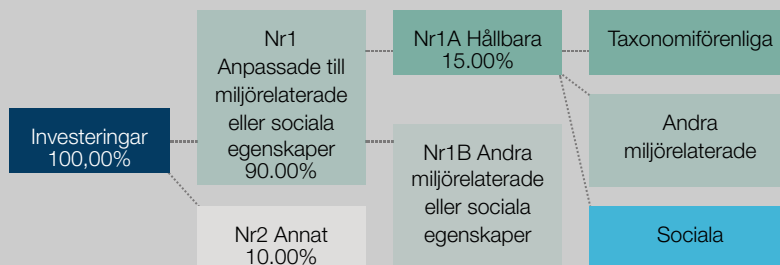 Investeringar
100,00%
Nr1
Anpassade till
miljörelaterade
eller sociala
egenskaper
90.00%
Nr2 Annat
10.00%
Nr1A Hållbara
15.00%
Nr1B Andra
miljörelaterade
eller sociala
egenskaper
Taxonomiförenliga
Andra
miljörelaterade
Sociala